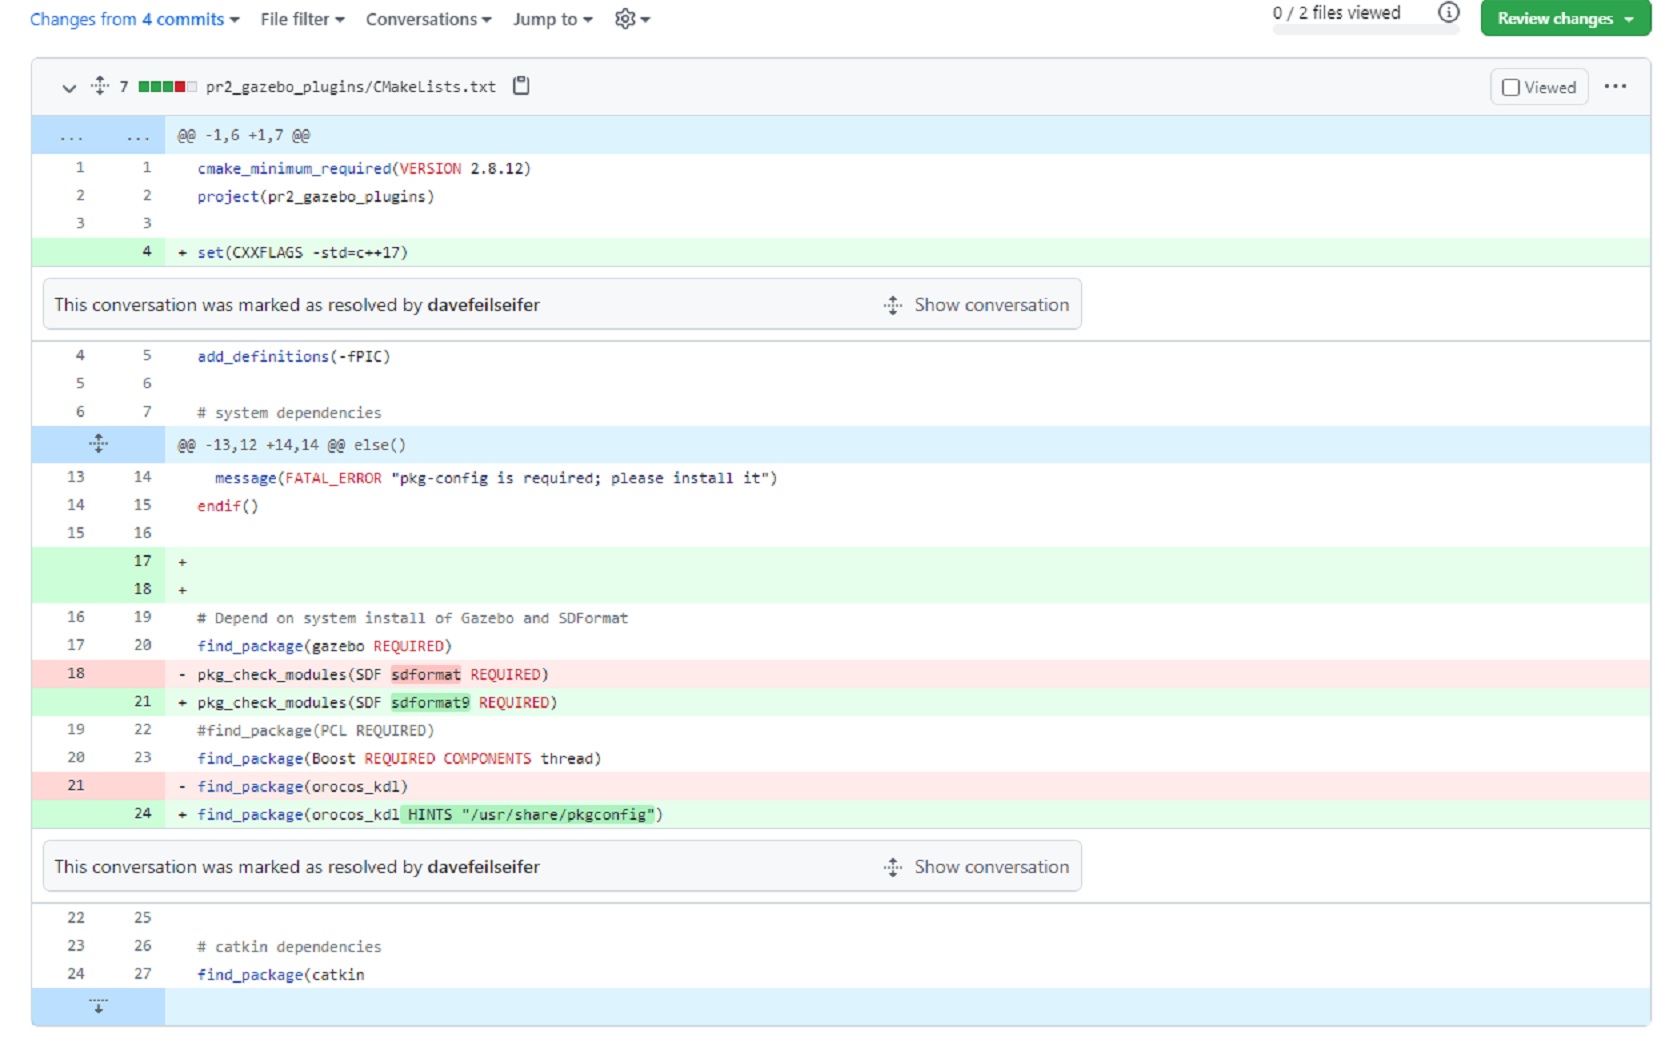 Changes from 4 commits File filter Conversations Jump to 0 / 2 files viewed Review changes
7 pr2_gazebo_plugins/CMakeLists.txt Viewed ...
... ... @@ -1,6 +1,7 @@
1 1 cmake_minimum_required(VERSION 2.8.12)
2 2 project(pr2_gazebo_plugins)
3 3
4 + set(CXXFLAGS -std=c++17)
This conversation was marked as resolved by davefeilseifer Show conversation
4 5 add_definitions(-fPIC)
5 6
6 7 # system dependencies
@@ -13,12 +14,14 @@ else()
13 14 message(FATAL_ERROR "pkg-config is required; please install it")
14 15 endif()
15 16
17 +
18 +
16 19 # Depend on system install of Gazebo and SDFormat
17 20 find_package(gazebo REQUIRED)
18 - pkg_check_modules(SDF sdformat REQUIRED)
21 + pkg_check_modules(SDF sdformat9 REQUIRED)
19 22 #find_package(PCL REQUIRED)
20 23 find_package(Boost REQUIRED COMPONENTS thread)
21 - find_package(orocos_kdl)
24 + find_package(orocos_kdl HINTS "/usr/share/pkgconfig")
This conversation was marked as resolved by davefeilseifer Show conversation
22 25
23 26 # catkin dependencies
24 27 find_package(catkin